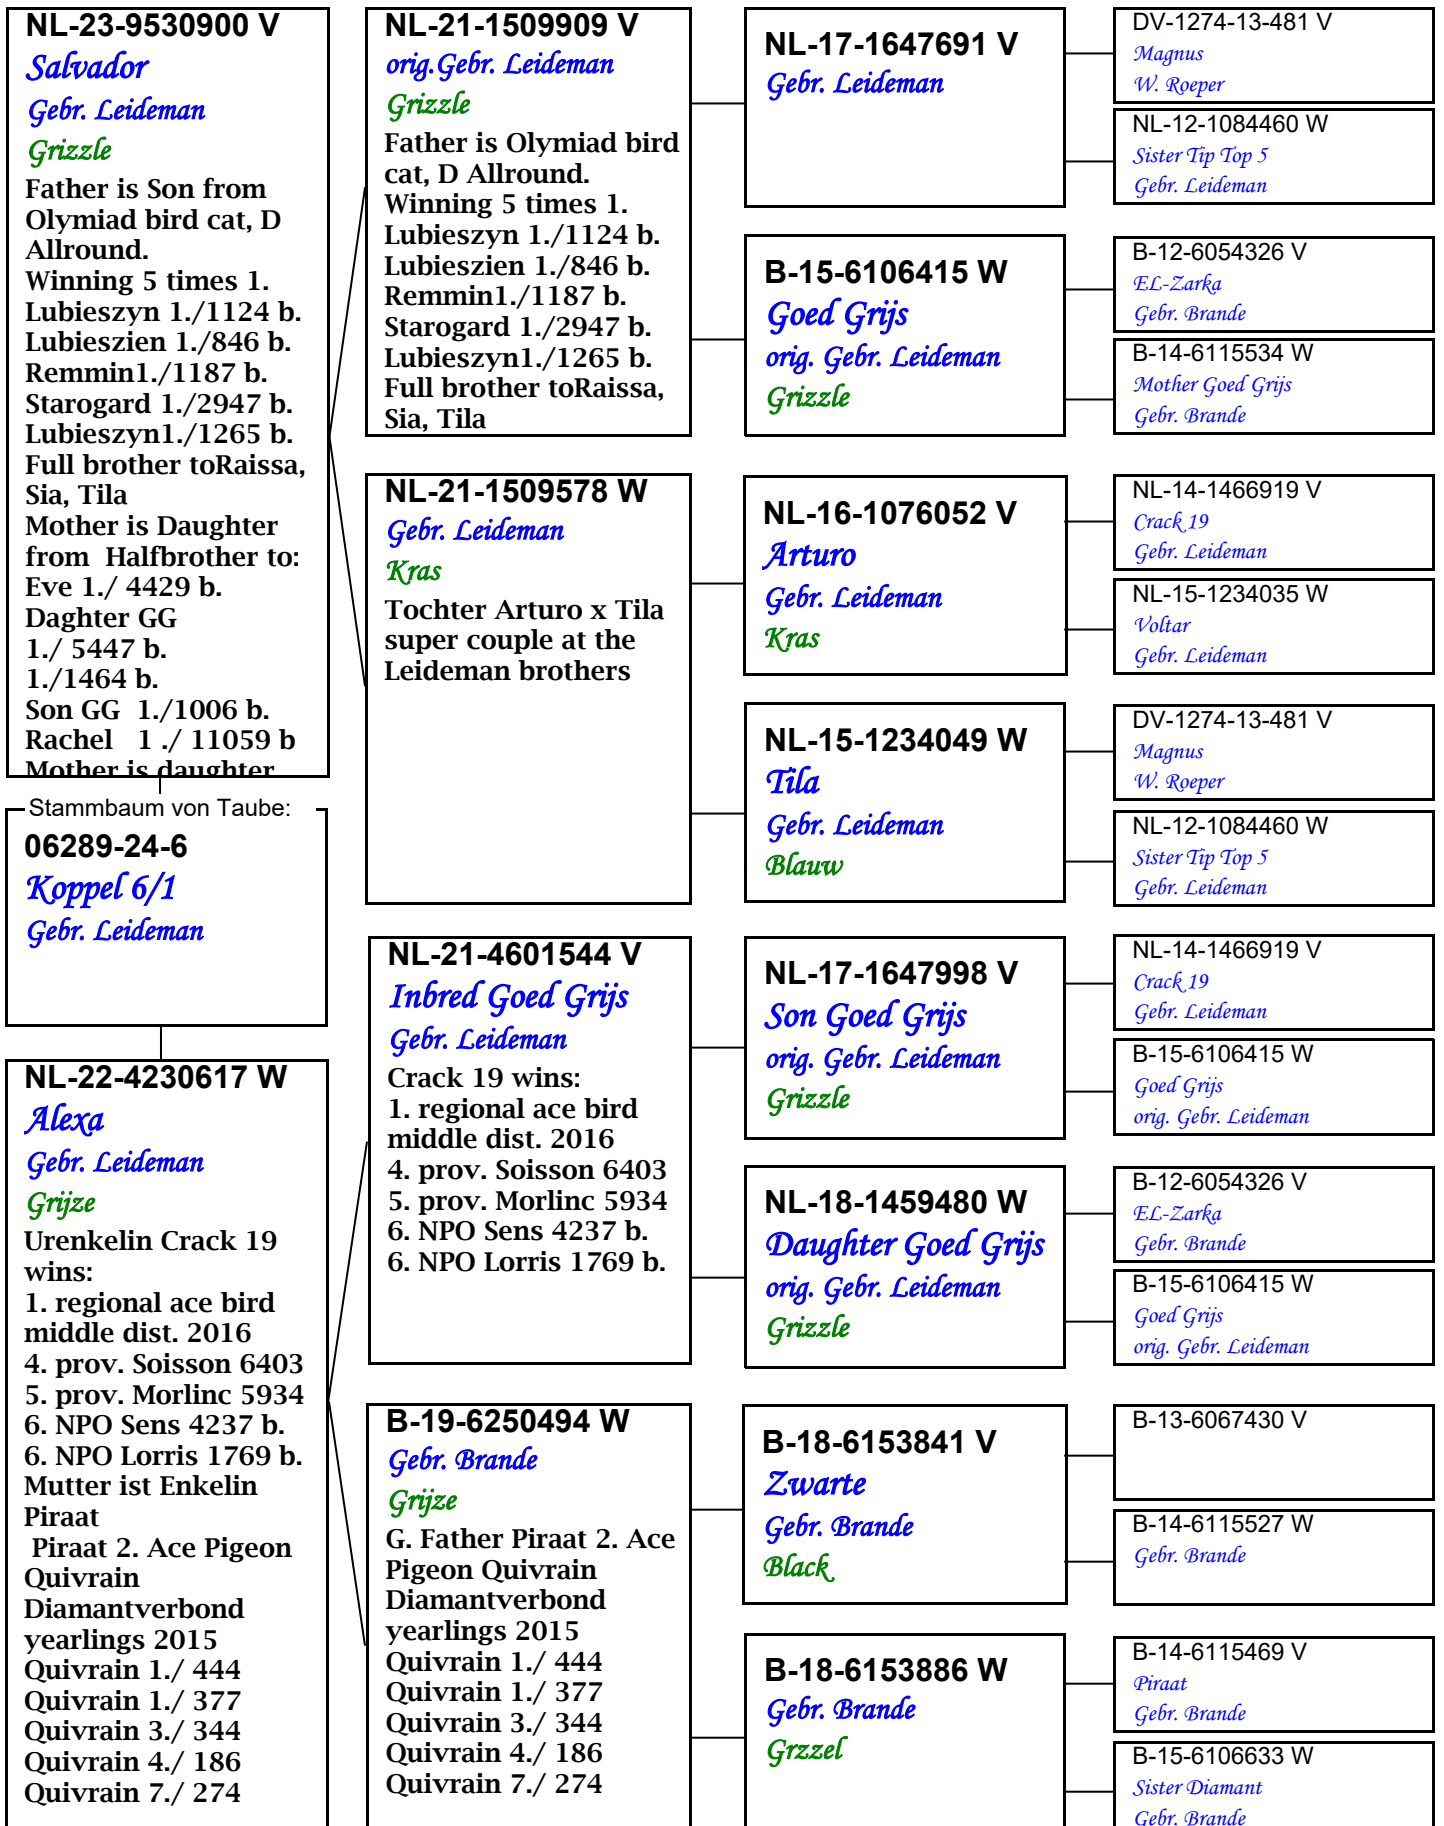 NL-23-9530900 V
Salvador
Gebr. Leideman
Grizzle
Father is Son from
Olymiad bird cat, D
Allround.
Winning 5 times 1.
Lubieszyn 1./1124 b.
Lubieszien 1./846 b.
Remmin1./1187 b.
Starogard 1./2947 b.
Lubieszyn1./1265 b.
Full brother toRaissa,
Sia, Tila
Mother is Daughter
from  Halfbrother to:
Eve 1./ 4429 b.
Daghter GG
1./ 5447 b.
1./1464 b.
Son GG  1./1006 b.
Rachel   1 ./ 11059 b
Mother is daughter
Stammbaum von Taube:
06289-24-6
Koppel 6/1
Gebr. Leideman
NL-22-4230617 W
Alexa
Gebr. Leideman
Grijze
Urenkelin Crack 19
wins:
1. regional ace bird
middle dist. 2016
4. prov. Soisson 6403
5. prov. Morlinc 5934
6. NPO Sens 4237 b.
6. NPO Lorris 1769 b.
Mutter ist Enkelin
Piraat
Piraat 2. Ace Pigeon
Quivrain
Diamantverbond
yearlings 2015
Quivrain 1./ 444
Quivrain 1./ 377
Quivrain 3./ 344
Quivrain 4./ 186
Quivrain 7./ 274
NL-21-1509909 V
orig.Gebr. Leideman
Grizzle
Father is Olymiad bird
cat, D Allround.
Winning 5 times 1.
Lubieszyn 1./1124 b.
Lubieszien 1./846 b.
Remmin1./1187 b.
Starogard 1./2947 b.
Lubieszyn1./1265 b.
Full brother toRaissa,
Sia, Tila
NL-21-1509578 W
Gebr. Leideman
Kras
Tochter Arturo x Tila
super couple at the
Leideman brothers
NL-21-4601544 V
Inbred Goed Grijs
Gebr. Leideman
Crack 19 wins:
1. regional ace bird
middle dist. 2016
4. prov. Soisson 6403
5. prov. Morlinc 5934
6. NPO Sens 4237 b.
6. NPO Lorris 1769 b.
B-19-6250494 W
Gebr. Brande
Grijze
G. Father Piraat 2. Ace
Pigeon Quivrain
Diamantverbond
yearlings 2015
Quivrain 1./ 444
Quivrain 1./ 377
Quivrain 3./ 344
Quivrain 4./ 186
Quivrain 7./ 274
NL-17-1647691 V
Gebr. Leideman
B-15-6106415 W
Goed Grijs
orig. Gebr. Leideman
Grizzle
NL-16-1076052 V
Arturo
Gebr. Leideman
Kras
NL-15-1234049 W
Tila
Gebr. Leideman
Blauw
NL-17-1647998 V
Son Goed Grijs
orig. Gebr. Leideman
Grizzle
NL-18-1459480 W
Daughter Goed Grijs
orig. Gebr. Leideman
Grizzle
B-18-6153841 V
Zwarte
Gebr. Brande
Black
B-18-6153886 W
Gebr. Brande
Grzzel
DV-1274-13-481 V
Magnus
W. Roeper
NL-12-1084460 W
Sister Tip Top 5
Gebr. Leideman
B-12-6054326 V
EL-Zarka
Gebr. Brande
B-14-6115534 W
Mother Goed Grijs
Gebr. Brande
NL-14-1466919 V
Crack 19
Gebr. Leideman
NL-15-1234035 W
Voltar
Gebr. Leideman
DV-1274-13-481 V
Magnus
W. Roeper
NL-12-1084460 W
Sister Tip Top 5
Gebr. Leideman
NL-14-1466919 V
Crack 19
Gebr. Leideman
B-15-6106415 W
Goed Grijs
orig. Gebr. Leideman
B-12-6054326 V
EL-Zarka
Gebr. Brande
B-15-6106415 W
Goed Grijs
orig. Gebr. Leideman
B-13-6067430 V
B-14-6115527 W
Gebr. Brande
B-14-6115469 V
Piraat
Gebr. Brande
B-15-6106633 W
Sister Diamant
Gebr. Brande